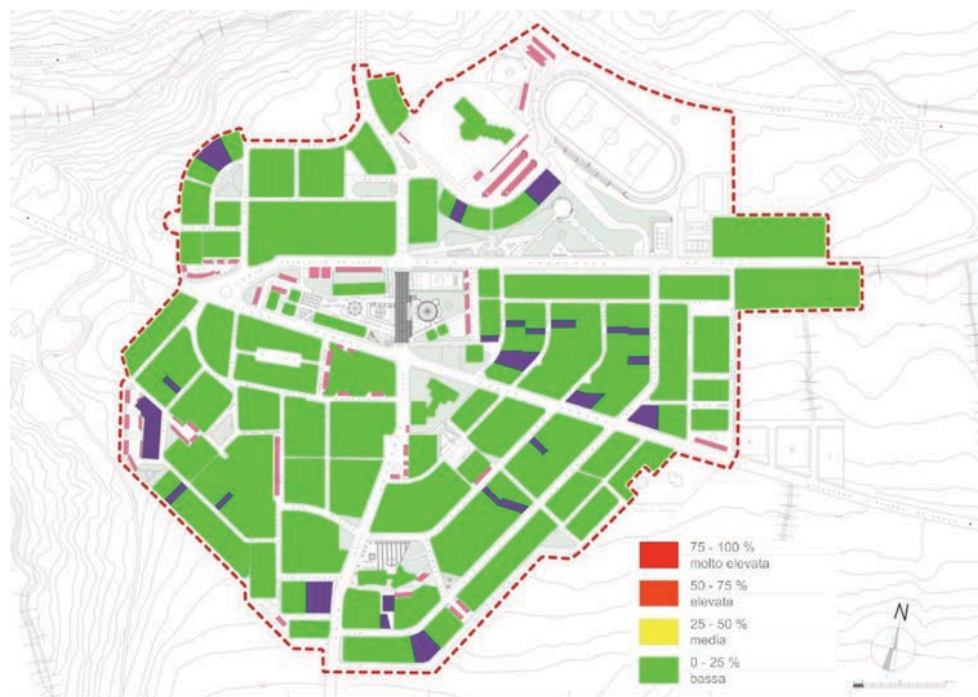 75 - 100 %
molto elevata
50 - 75 %
elevata
25 - 50 %
media
0 - 25 %
bassa
N